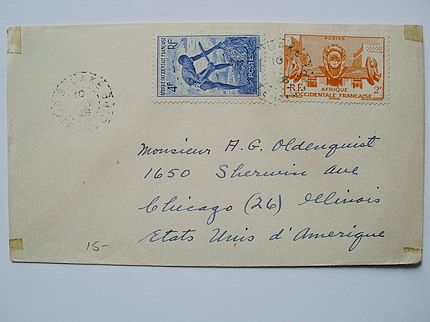 AFRIQUE OCCIDENTALE FRANÇAISE
4F
RF
POSTES
POSTES
AFRIQUE
OCCIDENTALE FRANÇAISE
RF
2F
Monsieur A. G. Oldenquist
1650 Sherwin Ave
Chicago (26) Illinois
Etats Unis d'Amerique
15-